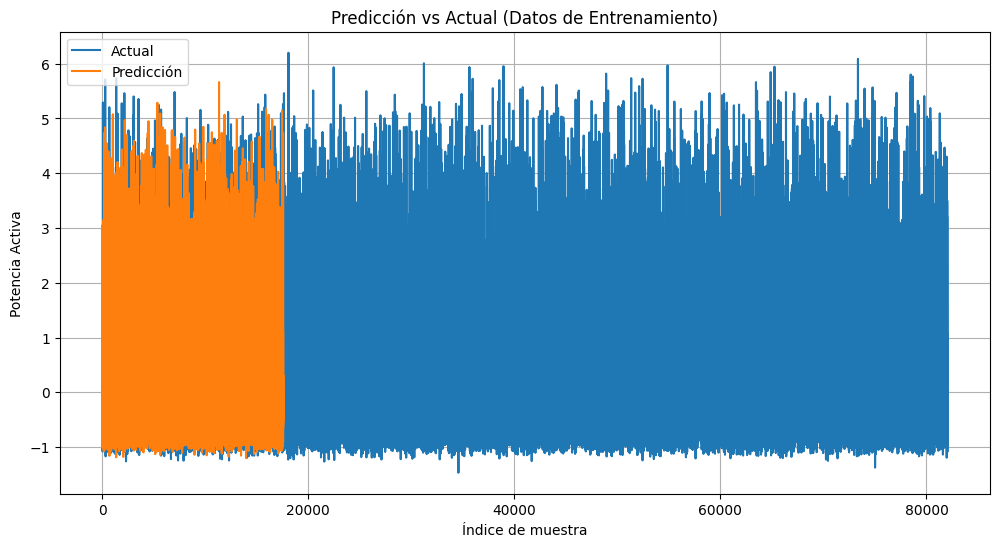 Predicción vs Actual (Datos de Entrenamiento)
Actual
Predicción
Potencia Activa
6
5
4
3
2
1
0
−1
0
20000
40000
60000
80000
Índice de muestra